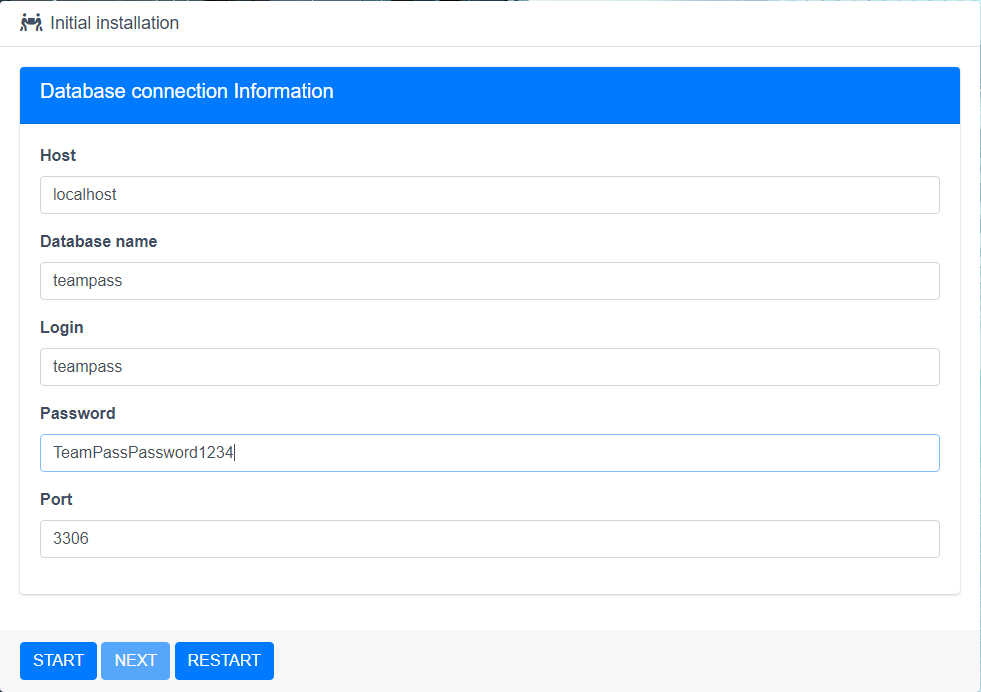 Initial installation
Database connection Information
Host
localhost
Database name
teampass
Login
teampass
Password
TeamPassPassword1234
Port
3306
START NEXT RESTART